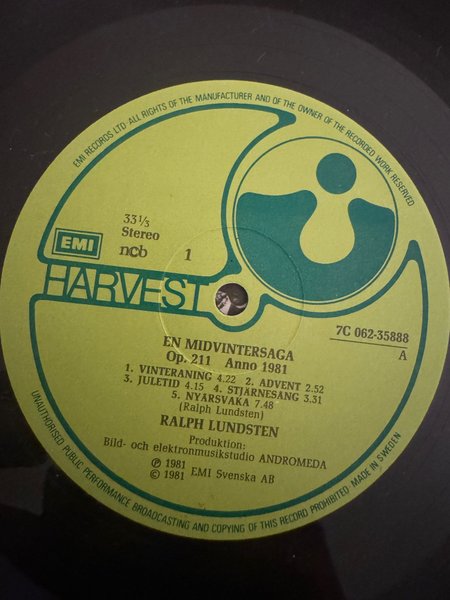 EMI RECORDS LTD· ALL RIGHTS OF THE MANUFACTURER AND OF THE OWNER OF THE RECORDED WORK RESERVED
33⅓
Stereo
EMI
ncb 1
HARVEST
7C 062-35888
A
EN MIDVINTERSAGA
Op. 211 Anno 1981
1. VINTERANING 4.22 2. ADVENT 2.52
3. JULETID 4.15 4. STJÄRNESANG 3.31
5. NYÅRSVAKA 7.48
(Ralph Lundsten)
RALPH LUNDSTEN
Produktion:
Bild- och elektronmusikstudio ANDROMEDA
℗ 1981
© 1981 EMI Svenska AB
UNAUTHORISED PUBLIC PERFORMANCE BROADCASTING AND COPYING OF THIS RECORD PROHIBITED· MADE IN SWEDEN